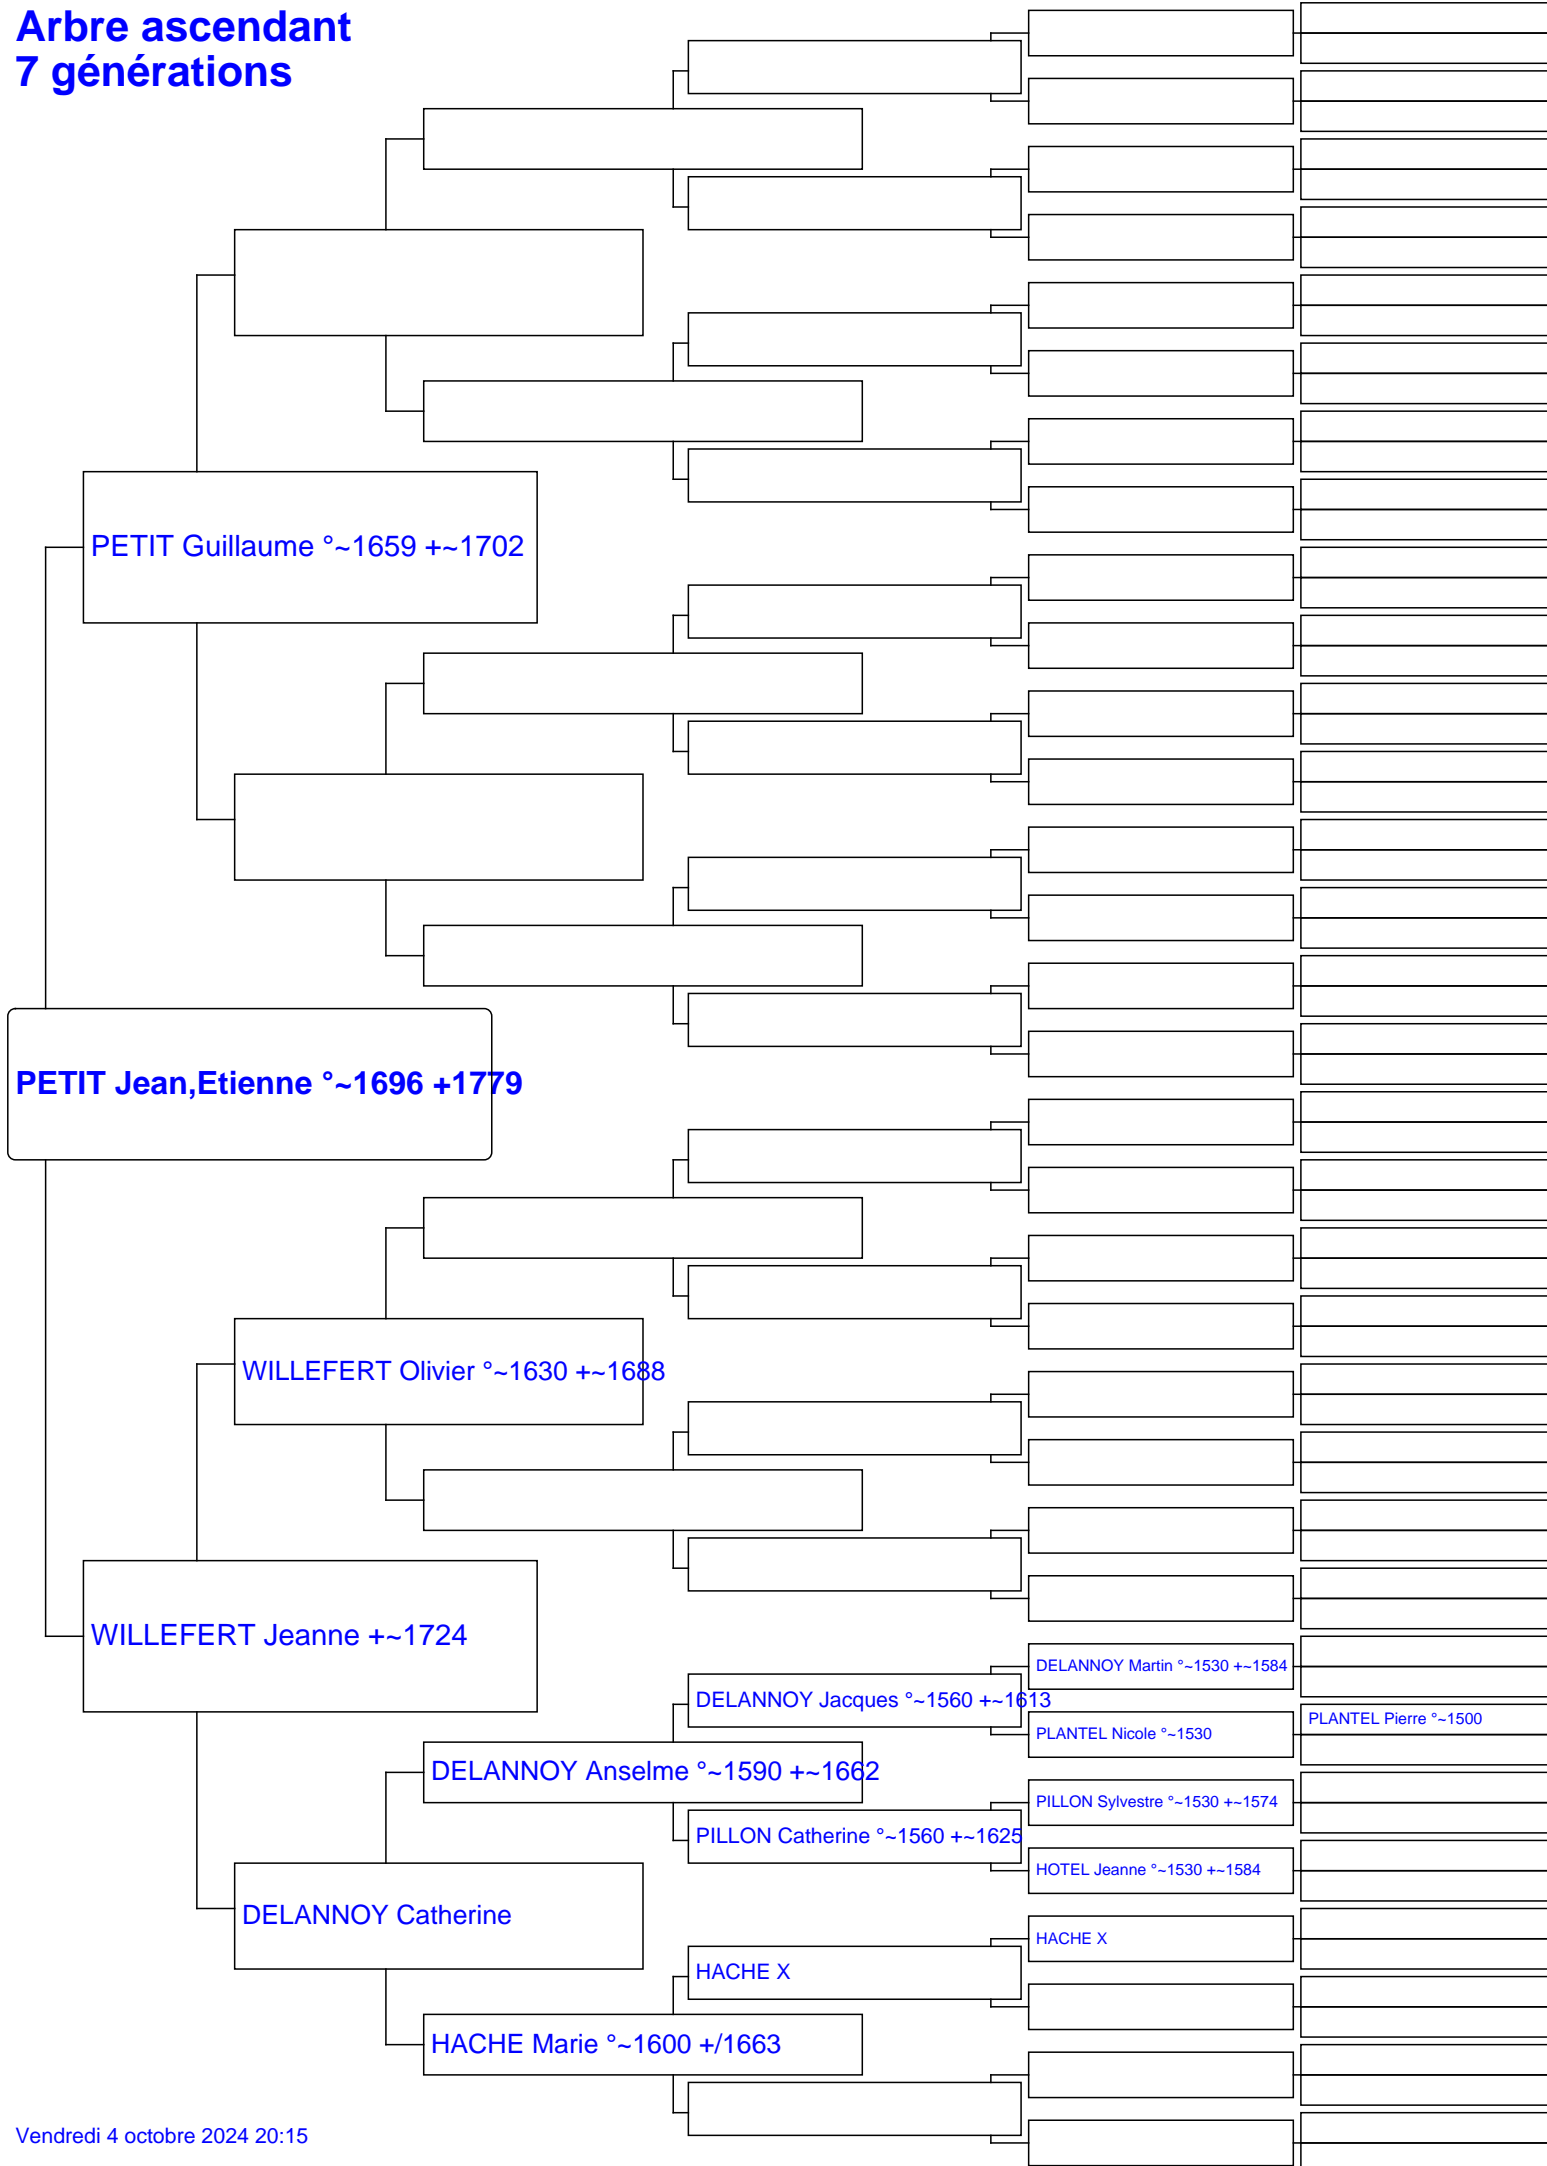 Arbre ascendant
7 générations
PETIT Guillaume °~1659 +~1702
PETIT Jean,Etienne °~1696 +1779
WILLEFERT Olivier °~1630 +~1688
WILLEFERT Jeanne +~1724
DELANNOY Martin °~1530 +~1584
DELANNOY Jacques °~1560 +~1613
PLANTEL Pierre °~1500
PLANTEL Nicole °~1530
DELANNOY Anselme °~1590 +~1662
PILLON Sylvestre °~1530 +~1574
PILLON Catherine °~1560 +~1625
HOTEL Jeanne °~1530 +~1584
DELANNOY Catherine
HACHE X
HACHE X
HACHE Marie °~1600 +/1663
Vendredi 4 octobre 2024 20:15